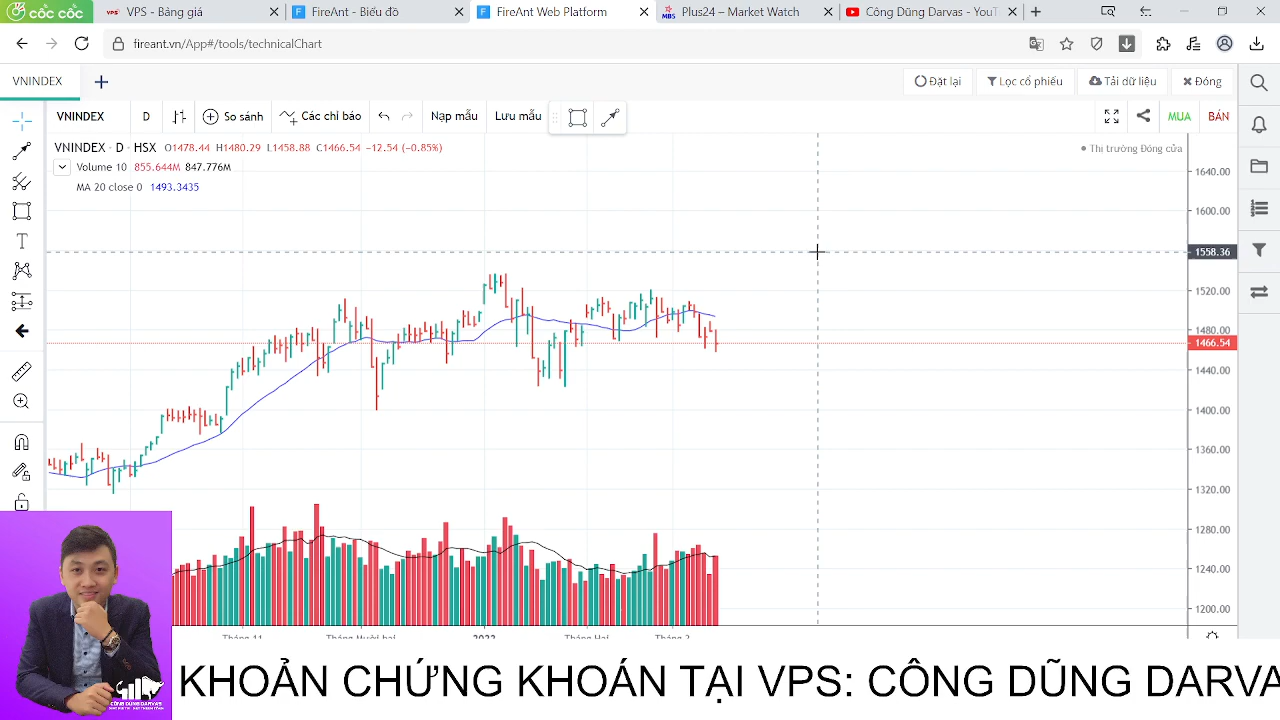 cốc cốc
VPS - Bảng giá
FireAnt - Biểu đồ
FireAnt Web Platform
Plus24 – Market Watch
Công Dũng Darvas - YouT
fireant.vn/App#/tools/technicalChart
VNINDEX
Đặt lại
Lọc cổ phiếu
Tải dữ liệu
Đóng
VNINDEX
D
So sánh
Các chỉ báo
Nạp mẫu
Lưu mẫu
MUA
BÁN
VNINDEX · D · HSX O1478.44 H1480.29 L1458.88 C1466.54 −12.54 (−0.85%)
Thị trường Đóng cửa
Volume 10 855.644M 847.776M
MA 20 close 0 1493.3435
1640.00
1600.00
1558.36
1520.00
1480.00
1466.54
1440.00
1400.00
1360.00
1320.00
1280.00
1240.00
1200.00
Tháng 11
Tháng Mười hai
2022
Tháng Hai
Tháng 3
CÔNG DŨNG DARVAS
KHOẢN CHỨNG KHOÁN TẠI VPS: CÔNG DŨNG DARVA